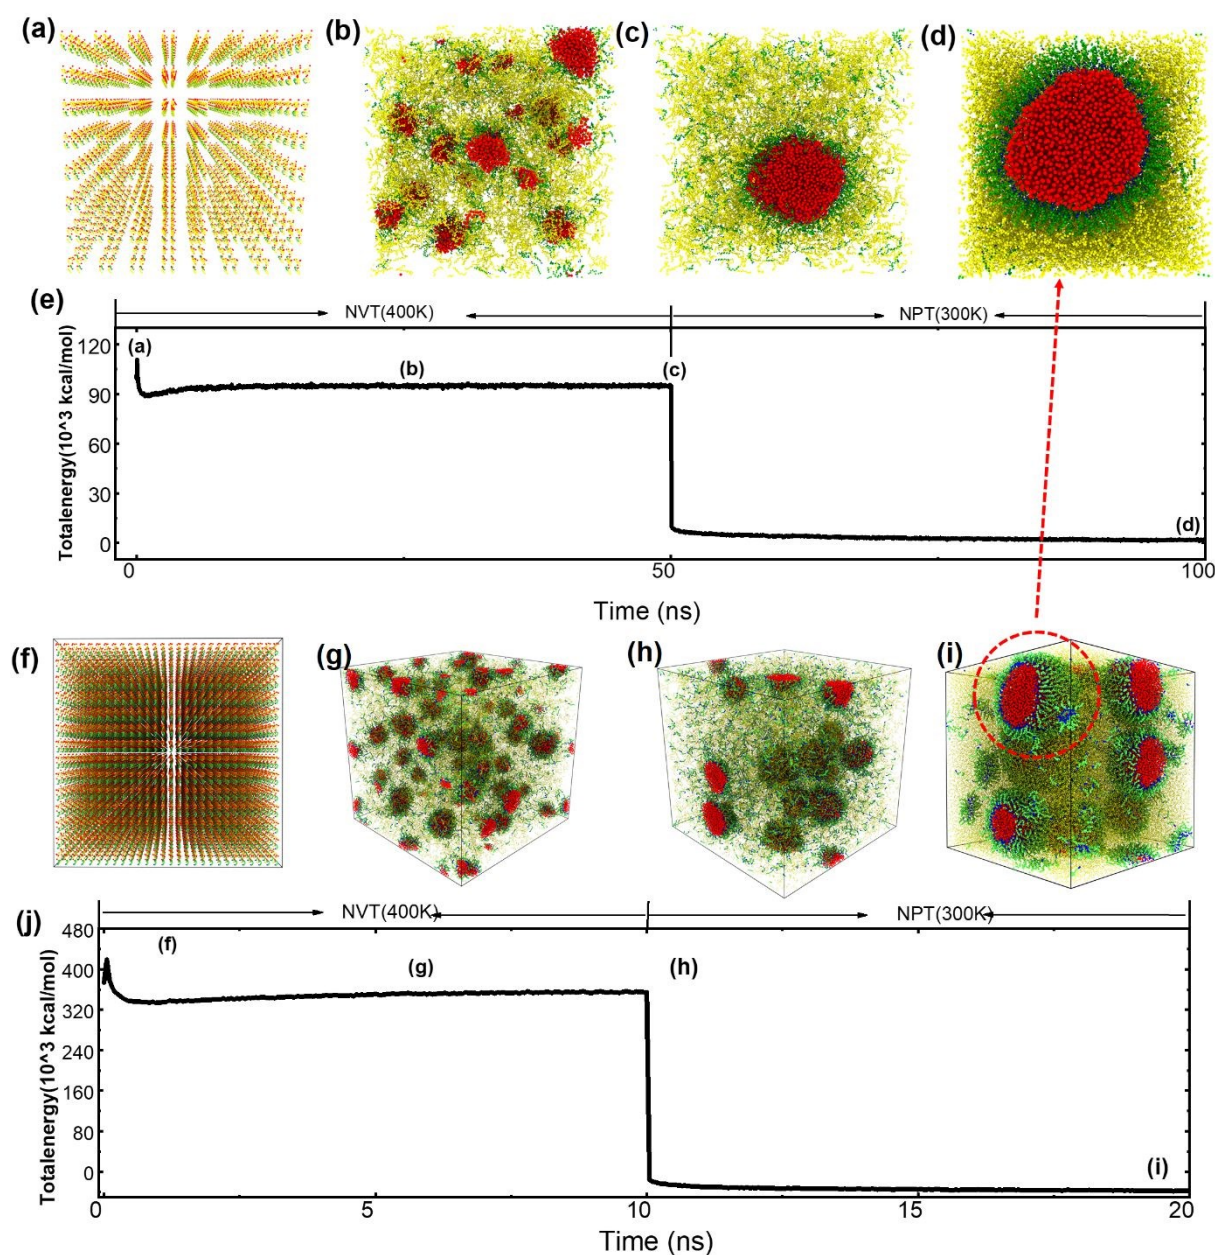 (a)
(b)
(c)
(d)
(e)
NVT(400K)
NPT(300K)
120
90
60
30
0
Totalenergy(10^3 kcal/mol)
(a)
(b)
(c)
(d)
0
50
100
Time (ns)
(f)
(g)
(h)
(i)
(j)
NVT(400K)
NPT(300K)
480
400
320
240
160
80
0
Totalenergy(10^3 kcal/mol)
(f)
(g)
(h)
(i)
0
5
10
15
20
Time (ns)